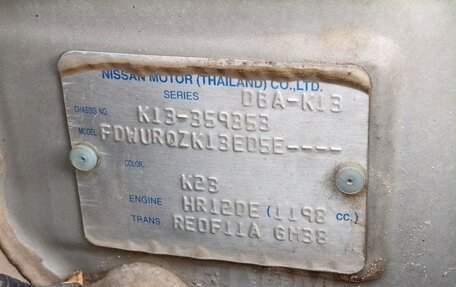 NISSAN MOTOR (THAILAND) CO.,LTD.
SERIES DBA-K13
CHASSIS NO. K13-359353
MODEL FDWURQZK13EDSE----
COLOR
K23
ENGINE HR12DE (1198 CC.)
TRANS. RE0F11A GH38